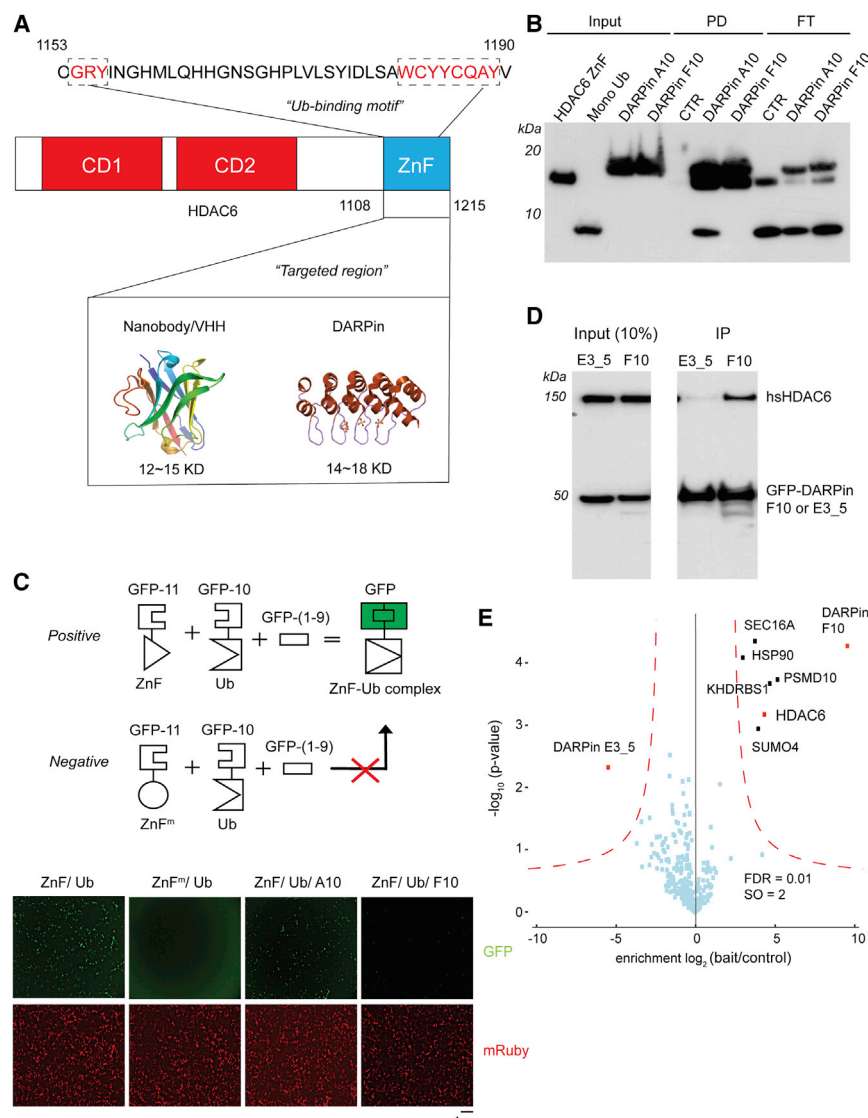 A
1153
1190
CGRYINGHMLQHHGNSGHPLVLSYIDLSAWCYYCQAYV
"Ub-binding motif"
CD1
CD2
ZnF
HDAC6
1108
1215
"Targeted region"
Nanobody/VHH
DARPin
12~15 KD
14~18 KD
B
Input
PD
FT
HDAC6 ZnF
Mono Ub
DARPin A10
DARPin F10
CTR
DARPin A10
DARPin F10
CTR
DARPin A10
DARPin F10
kDa
20
10
D
Input (10%)
IP
E3_5
F10
E3_5
F10
kDa
150
hsHDAC6
50
GFP-DARPin
F10 or E3_5
C
GFP-11
GFP-10
GFP-(1-9)
GFP
Positive
+
+
=
ZnF
Ub
ZnF-Ub complex
GFP-11
GFP-10
GFP-(1-9)
Negative
+
+
ZnFᵐ
Ub
ZnF/ Ub
ZnFᵐ/ Ub
ZnF/ Ub/ A10
ZnF/ Ub/ F10
GFP
mRuby
E
-log₁₀ (p-value)
4
3
2
1
0
SEC16A
DARPin
F10
HSP90
PSMD10
KHDRBS1
HDAC6
SUMO4
DARPin E3_5
FDR = 0.01
SO = 2
-10
-5
0
5
10
enrichment log₂ (bait/control)